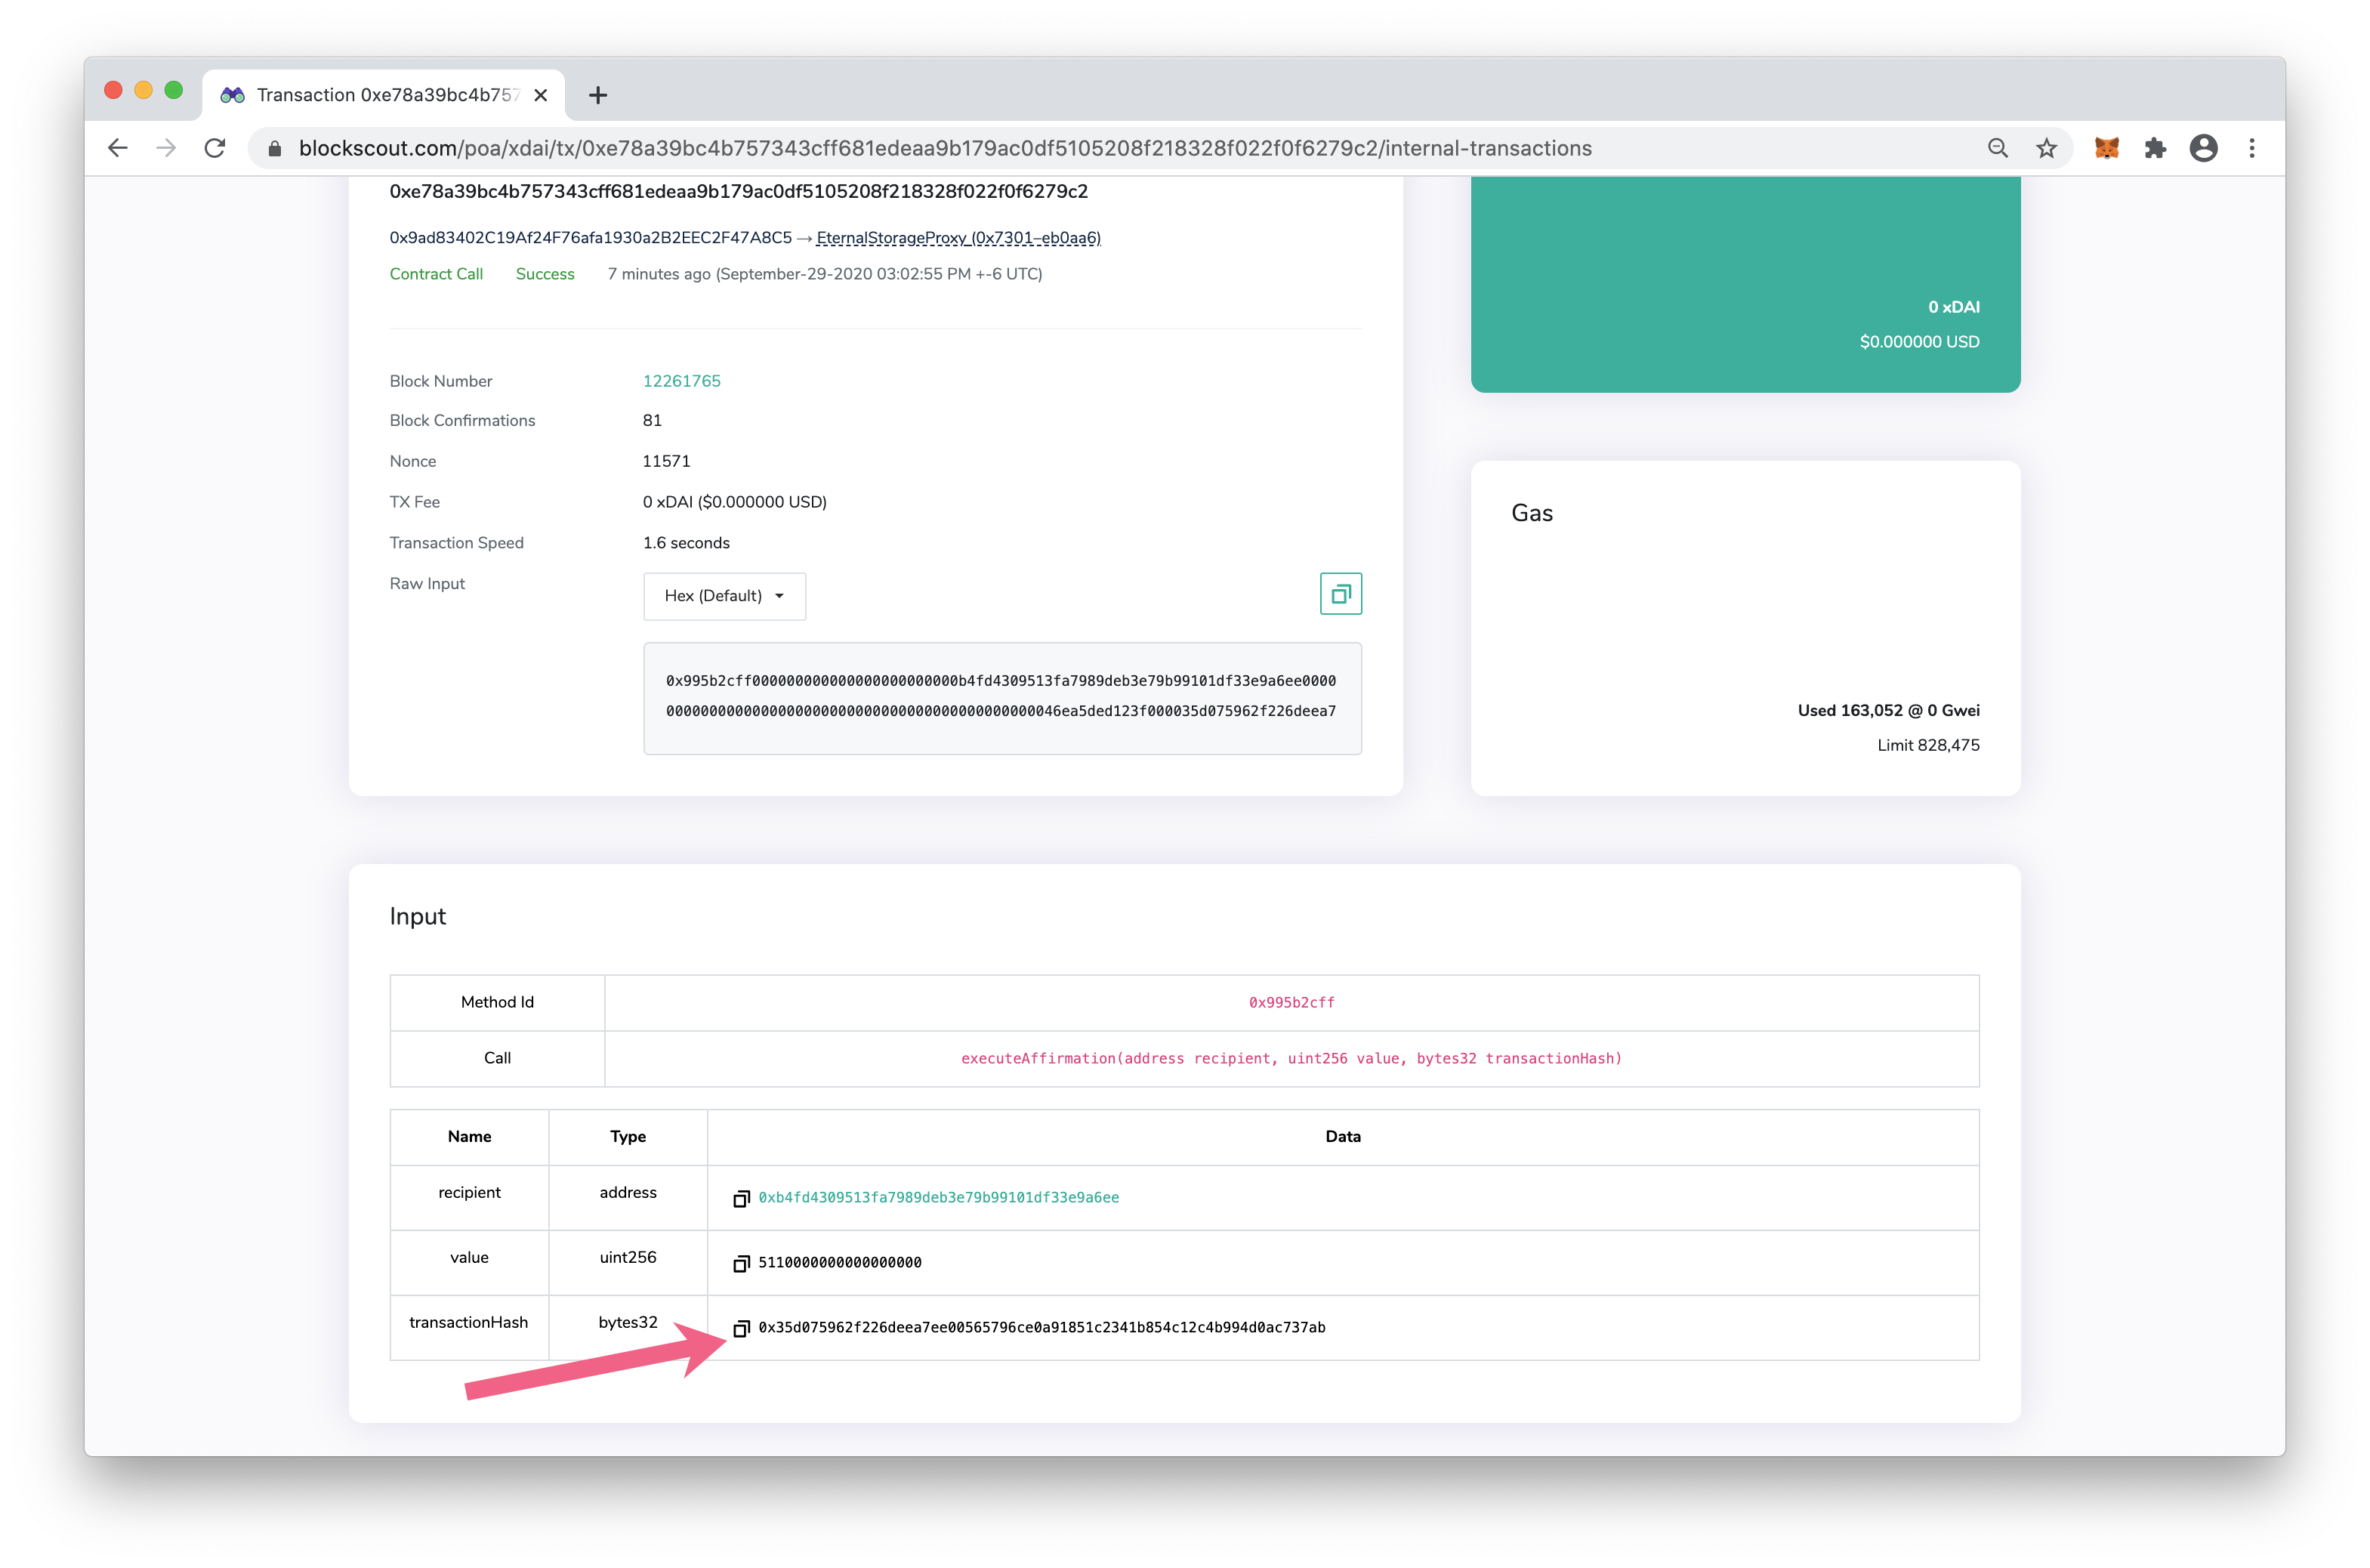 Transaction 0xe78a39bc4b757
blockscout.com/poa/xdai/tx/0xe78a39bc4b757343cff681edeaa9b179ac0df5105208f218328f022f0f6279c2/internal-transactions
0xe78a39bc4b757343cff681edeaa9b179ac0df5105208f218328f022f0f6279c2
0x9ad83402C19Af24F76afa1930a2B2EEC2F47A8C5 → EternalStorageProxy (0x7301–eb0aa6)
Contract Call Success 7 minutes ago (September-29-2020 03:02:55 PM +-6 UTC)
0 xDAI
$0.000000 USD
Block Number 12261765
Block Confirmations 81
Nonce 11571
TX Fee 0 xDAI ($0.000000 USD)
Transaction Speed 1.6 seconds
Raw Input Hex (Default)
0x995b2cff000000000000000000000000b4fd4309513fa7989deb3e79b99101df33e9a6ee0000
00000000000000000000000000000000000000000000046ea5ded123f000035d075962f226deea7
Gas
Used 163,052 @ 0 Gwei
Limit 828,475
Input
Method Id 0x995b2cff
Call executeAffirmation(address recipient, uint256 value, bytes32 transactionHash)
Name Type Data
recipient address 0xb4fd4309513fa7989deb3e79b99101df33e9a6ee
value uint256 5110000000000000000
transactionHash bytes32 0x35d075962f226deea7ee00565796ce0a91851c2341b854c12c4b994d0ac737ab